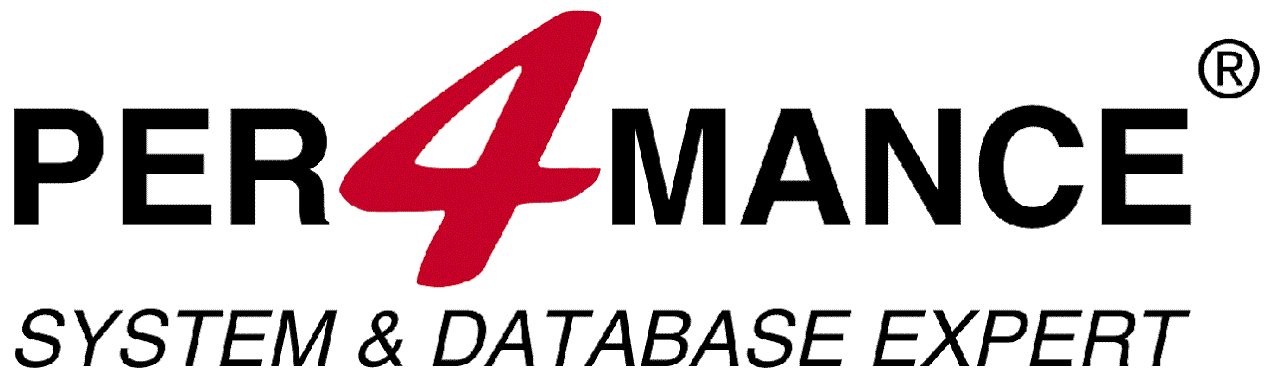 PER4MANCE®
SYSTEM & DATABASE EXPERT